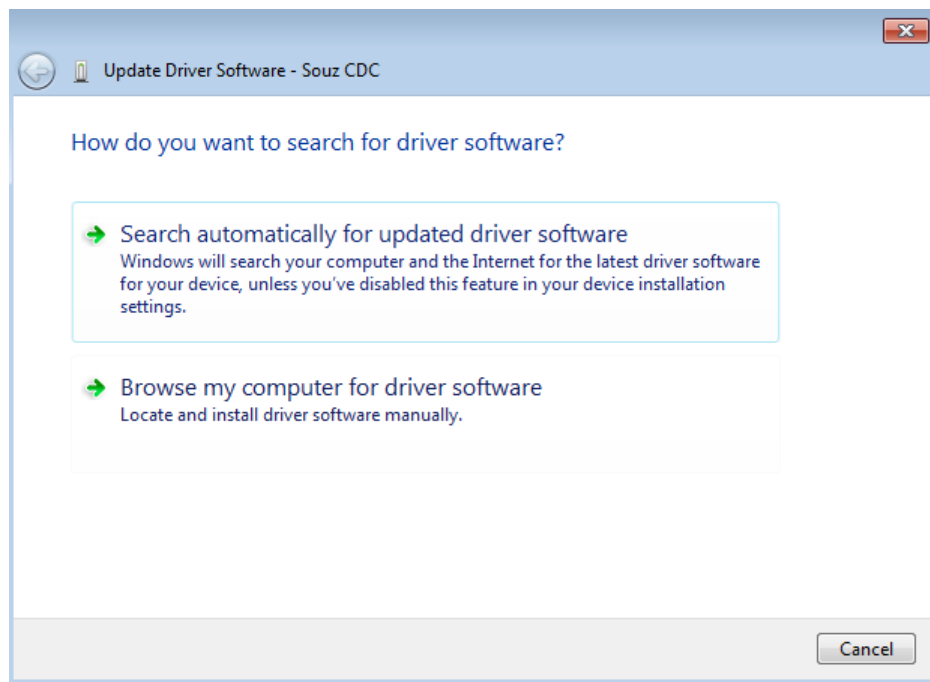 Update Driver Software - Souz CDC
How do you want to search for driver software?
Search automatically for updated driver software
Windows will search your computer and the Internet for the latest driver software
for your device, unless you've disabled this feature in your device installation
settings.
Browse my computer for driver software
Locate and install driver software manually.
Cancel